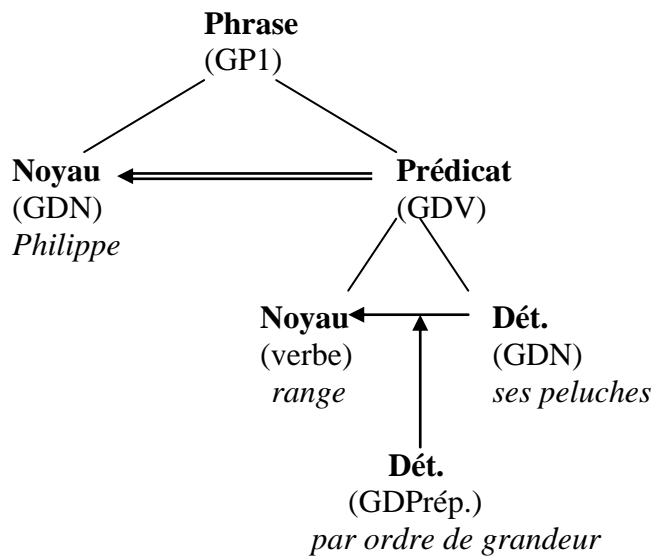 Phrase
(GP1)
Noyau
(GDN)
Philippe
Prédicat
(GDV)
Noyau
(verbe)
range
Dét.
(GDN)
ses peluches
Dét.
(GDPrép.)
par ordre de grandeur